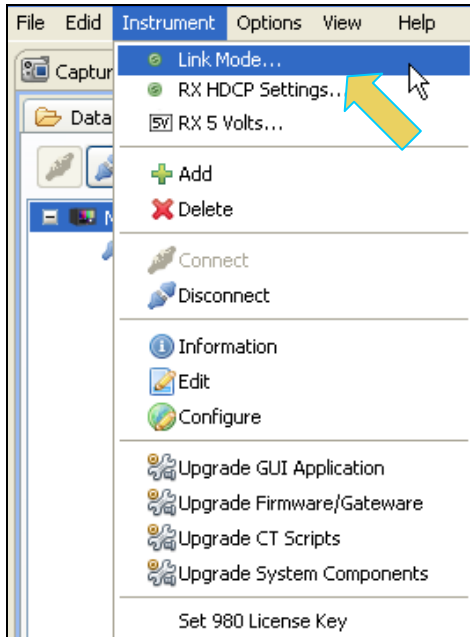 File Edid Instrument Options View Help
Captur
Data
Link Mode...
RX HDCP Settings...
5V RX 5 Volts...
Add
Delete
Connect
Disconnect
Information
Edit
Configure
Upgrade GUI Application
Upgrade Firmware/Gateware
Upgrade CT Scripts
Upgrade System Components
Set 980 License Key